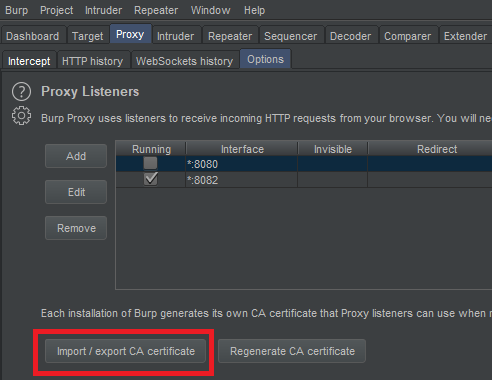 Burp Project Intruder Repeater Window Help
Dashboard Target Proxy Intruder Repeater Sequencer Decoder Comparer Extender
Intercept HTTP history WebSockets history Options
? Proxy Listeners
Burp Proxy uses listeners to receive incoming HTTP requests from your browser. You will nee
Running Interface Invisible Redirect
Add
*:8080
*:8082
Edit
Remove
Each installation of Burp generates its own CA certificate that Proxy listeners can use when
Import / export CA certificate Regenerate CA certificate